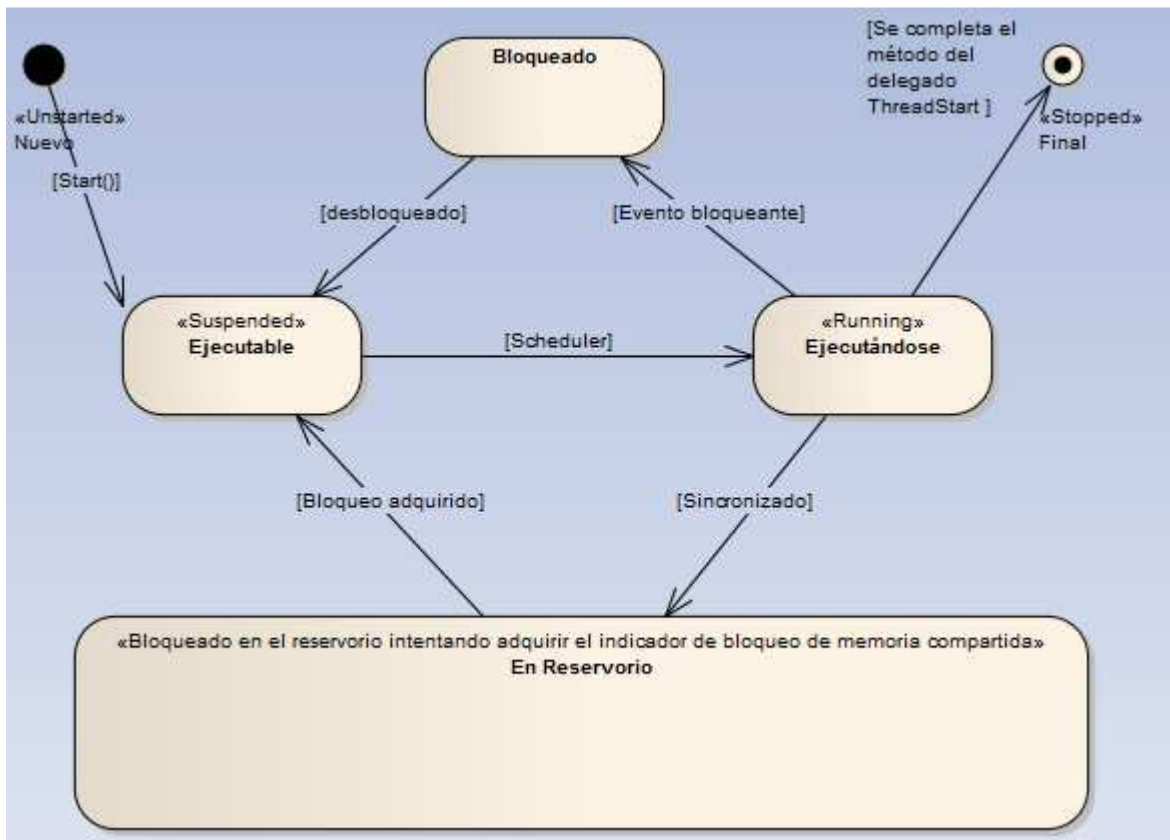 [Se completa el
método del
delegado
ThreadStart ]
Bloqueado
«Unstarted»
Nuevo
«Stopped»
Final
[Start()]
[desbloqueado]
[Evento bloqueante]
«Suspended»
Ejecutable
[Scheduler]
«Running»
Ejecutándose
[Bloqueo adquirido]
[Sincronizado]
«Bloqueado en el reservorio intentando adquirir el indicador de bloqueo de memoria compartida»
En Reservorio